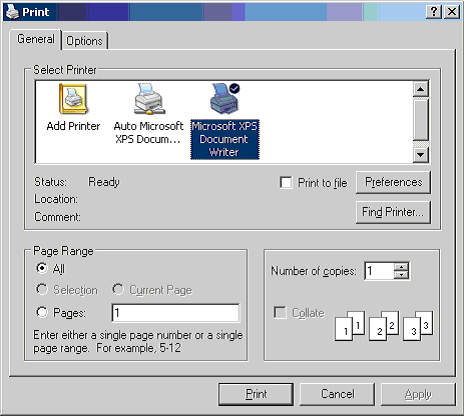 Print
General Options
Select Printer
Add Printer
Auto Microsoft
XPS Docum...
Microsoft XPS
Document
Writer
Status: Ready
Location:
Comment:
Print to file
Preferences
Find Printer...
Page Range
All
Selection Current Page
Pages: 1
Enter either a single page number or a single
page range. For example, 5-12
Number of copies: 1
Collate
1 1 2 2 3 3
Print Cancel Apply